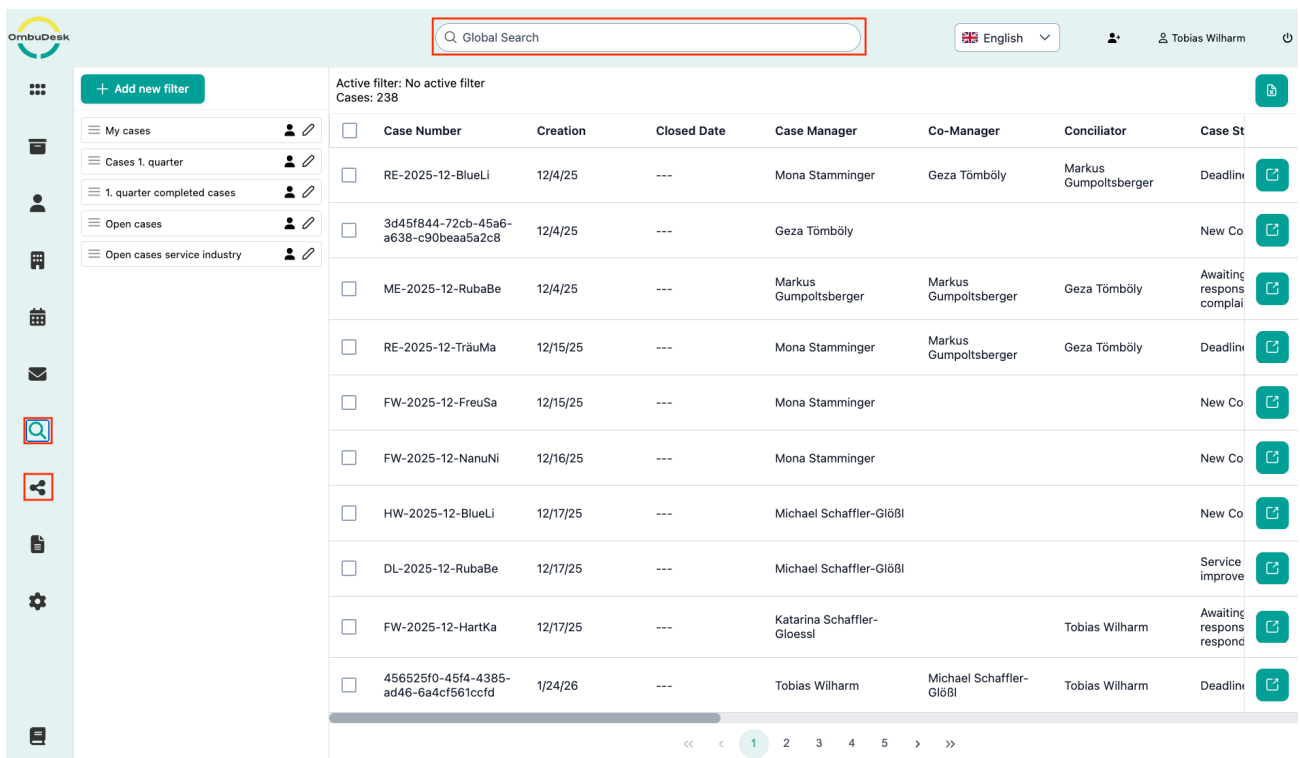 OmbuDesk
Global Search
English
Tobias Wilharm
+ Add new filter
My cases
Cases 1. quarter
1. quarter completed cases
Open cases
Open cases service industry
Active filter: No active filter
Cases: 238
Case Number Creation Closed Date Case Manager Co-Manager Conciliator Case St
RE-2025-12-BlueLi 12/4/25 --- Mona Stamminger Geza Tömböly Markus Gumpoltsberger Deadlin
3d45f844-72cb-45a6-a638-c90beaa5a2c8 12/4/25 --- Geza Tömböly New Co
ME-2025-12-RubaBe 12/4/25 --- Markus Gumpoltsberger Markus Gumpoltsberger Geza Tömböly Awaiting respons complai
RE-2025-12-TräuMa 12/15/25 --- Mona Stamminger Markus Gumpoltsberger Geza Tömböly Deadlin
FW-2025-12-FreuSa 12/15/25 --- Mona Stamminger New Co
FW-2025-12-NanuNi 12/16/25 --- Mona Stamminger New Co
HW-2025-12-BlueLi 12/17/25 --- Michael Schaffler-Glößl New Co
DL-2025-12-RubaBe 12/17/25 --- Michael Schaffler-Glößl Service improve
FW-2025-12-HartKa 12/17/25 --- Katarina Schaffler-Gloessl Tobias Wilharm Awaiting respons respond
456525f0-45f4-4385-ad46-6a4cf561ccfd 1/24/26 --- Tobias Wilharm Michael Schaffler-Glößl Tobias Wilharm Deadlin
<< < 1 2 3 4 5 > >>